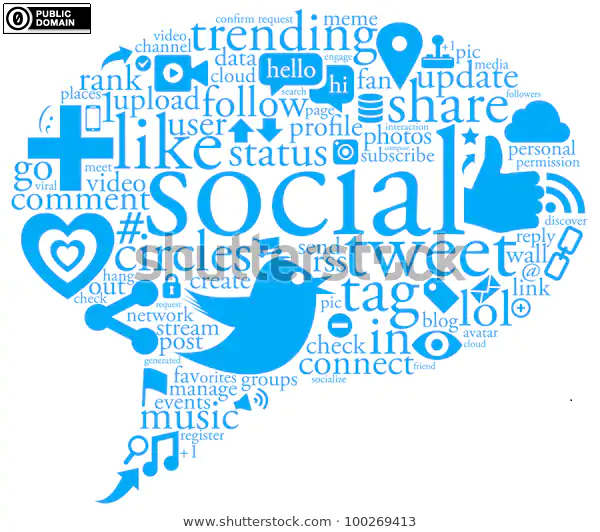 PUBLIC
DOMAIN
confirm request
meme
trending
video
channel
data
engage
+1
pic
media
rank
cloud
hello
hi
fan
update
followers
places
upload
search
follow
page
share
user
profile
interaction
photos
like
status
compose
subscribe
personal
permission
go
viral
meet
video
social
comment
discover
#
circles
send
rss
tweet
reply
wall
@
link
hang
out
create
check
request
pic
tag
lol
network
stream
post
blog
in
avatar
cloud
check
generated
connect
friend
favorites
groups
socialize
manage
events
music
register
+1
shutterstock
www.shutterstock.com · 100269413